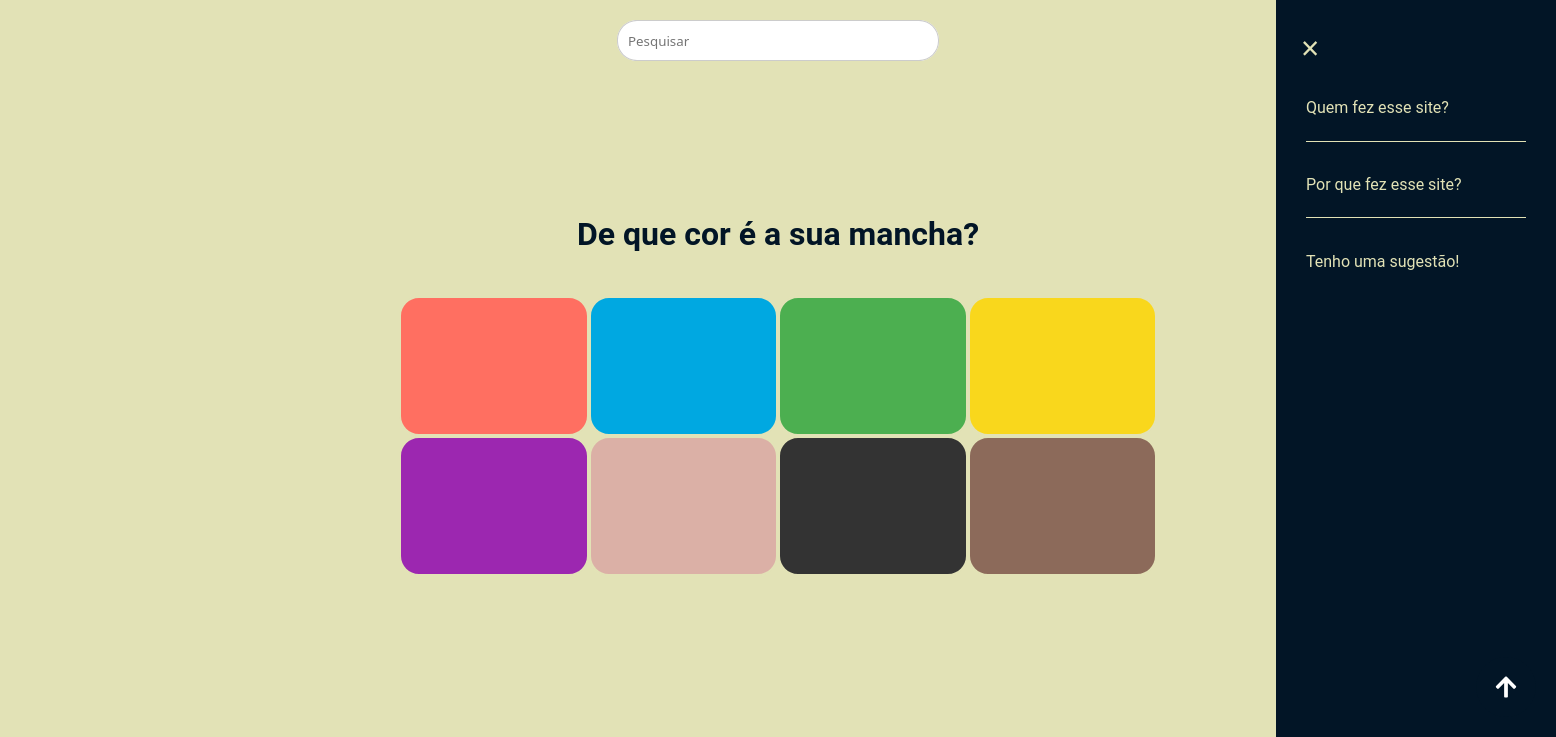 Pesquisar
De que cor é a sua mancha?
×
Quem fez esse site?
Por que fez esse site?
Tenho uma sugestão!